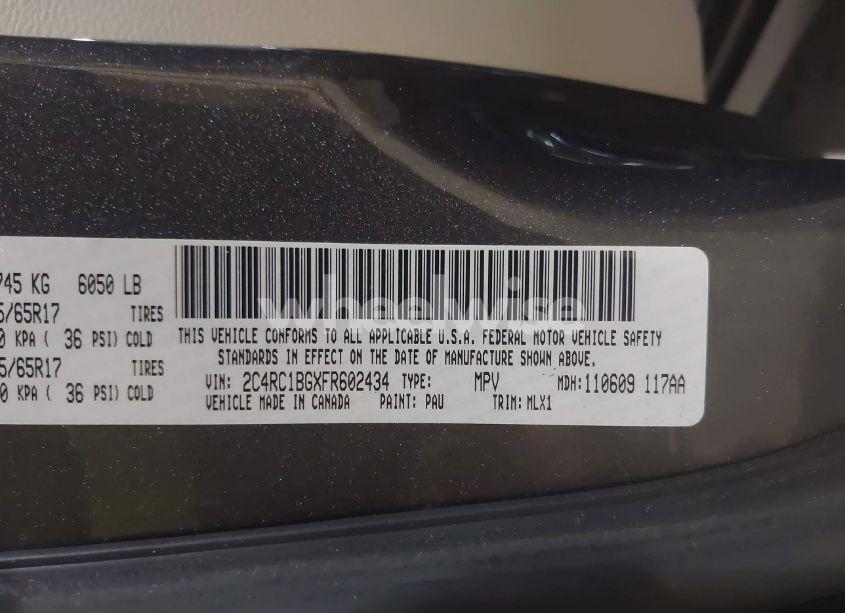 745 KG 6050 LB
5/65R17 TIRES
0 KPA ( 36 PSI) COLD
5/65R17 TIRES
0 KPA ( 36 PSI) COLD
wheelwise
THIS VEHICLE CONFORMS TO ALL APPLICABLE U.S.A. FEDERAL MOTOR VEHICLE SAFETY
STANDARDS IN EFFECT ON THE DATE OF MANUFACTURE SHOWN ABOVE.
VIN: 2C4RC1BGXFR602434 TYPE: MPV MDH:110609 117AA
VEHICLE MADE IN CANADA PAINT: PAU TRIM: MLX1